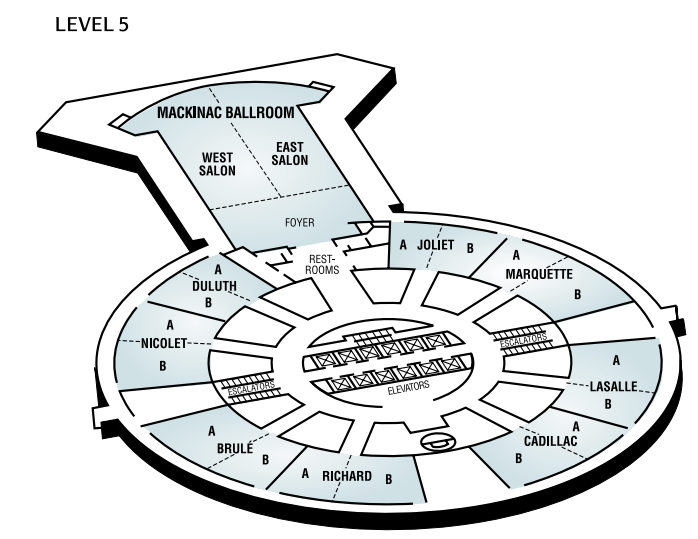 LEVEL 5
MACKINAC BALLROOM
WEST
SALON
EAST
SALON
FOYER
REST-
ROOMS
A JOLIET B
A
MARQUETTE
B
A
DULUTH
B
A
NICOLET
B
ESCALATORS
ELEVATORS
ESCALATORS
A
LASALLE
B
A
CADILLAC
B
A
BRULÉ
B
A RICHARD B